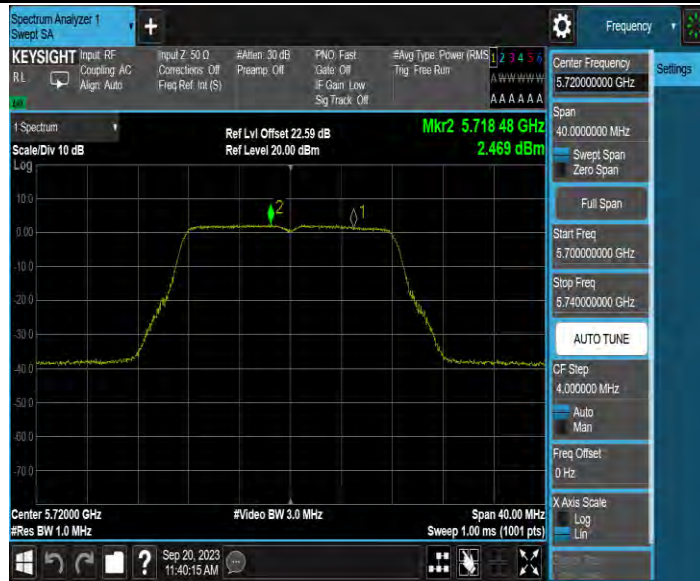 Spectrum Analyzer 1
Swept SA
+
Frequency
KEYSIGHT
Input: RF
Coupling: AC
Align: Auto
Input Z: 50 Ω
Corrections: Off
Freq Ref: Int (S)
#Atten: 30 dB
Preamp: Off
PNO: Fast
Gate: Off
IF Gain: Low
Sig Track: Off
#Avg Type: Power (RMS)
Trig: Free Run
1 2 3 4 5 6
A W W W W W
A A A A A A
RL
1 Spectrum
Scale/Div 10 dB
Ref Lvl Offset 22.59 dB
Ref Level 20.00 dBm
Mkr2 5.718 48 GHz
2.469 dBm
Log
10.0
0.00
-10.0
-20.0
-30.0
-40.0
-50.0
-60.0
-70.0
2
1
Center 5.72000 GHz
#Res BW 1.0 MHz
#Video BW 3.0 MHz
Span 40.00 MHz
Sweep 1.00 ms (1001 pts)
Center Frequency
5.720000000 GHz
Settings
Span
40.0000000 MHz
Swept Span
Zero Span
Full Span
Start Freq
5.700000000 GHz
Stop Freq
5.740000000 GHz
AUTO TUNE
CF Step
4.000000 MHz
Auto
Man
Freq Offset
0 Hz
X Axis Scale
Log
Lin
?
Sep 20, 2023
11:40:15 AM